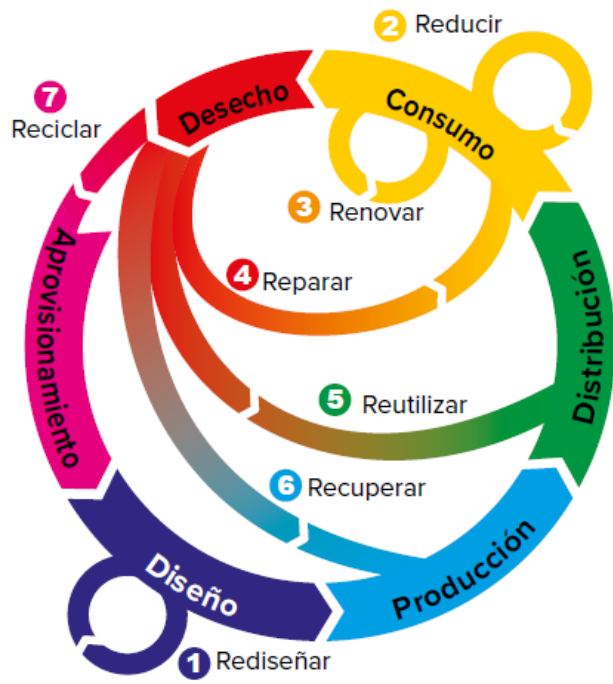 2 Reducir
Consumo
Desecho
7
Reciclar
3 Renovar
4 Reparar
Aprovisionamiento
Distribución
5 Reutilizar
6 Recuperar
Diseño
Producción
1 Rediseñar